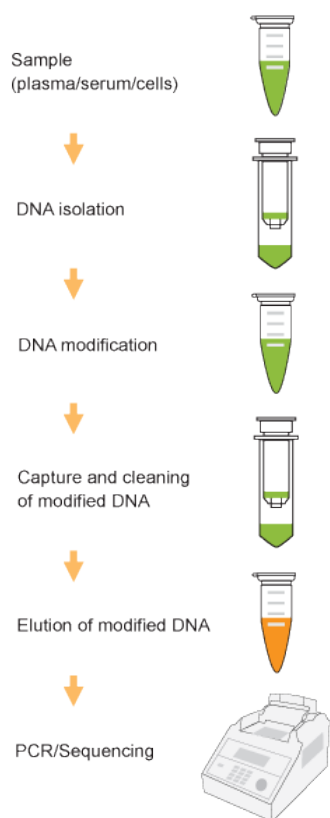 Sample
(plasma/serum/cells)
DNA isolation
DNA modification
Capture and cleaning
of modified DNA
Elution of modified DNA
PCR/Sequencing